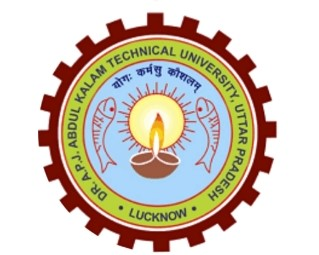 DR. A.P.J. ABDUL KALAM TECHNICAL UNIVERSITY, UTTAR PRADESH
योगः कर्मसु कौशलम्
• LUCKNOW •